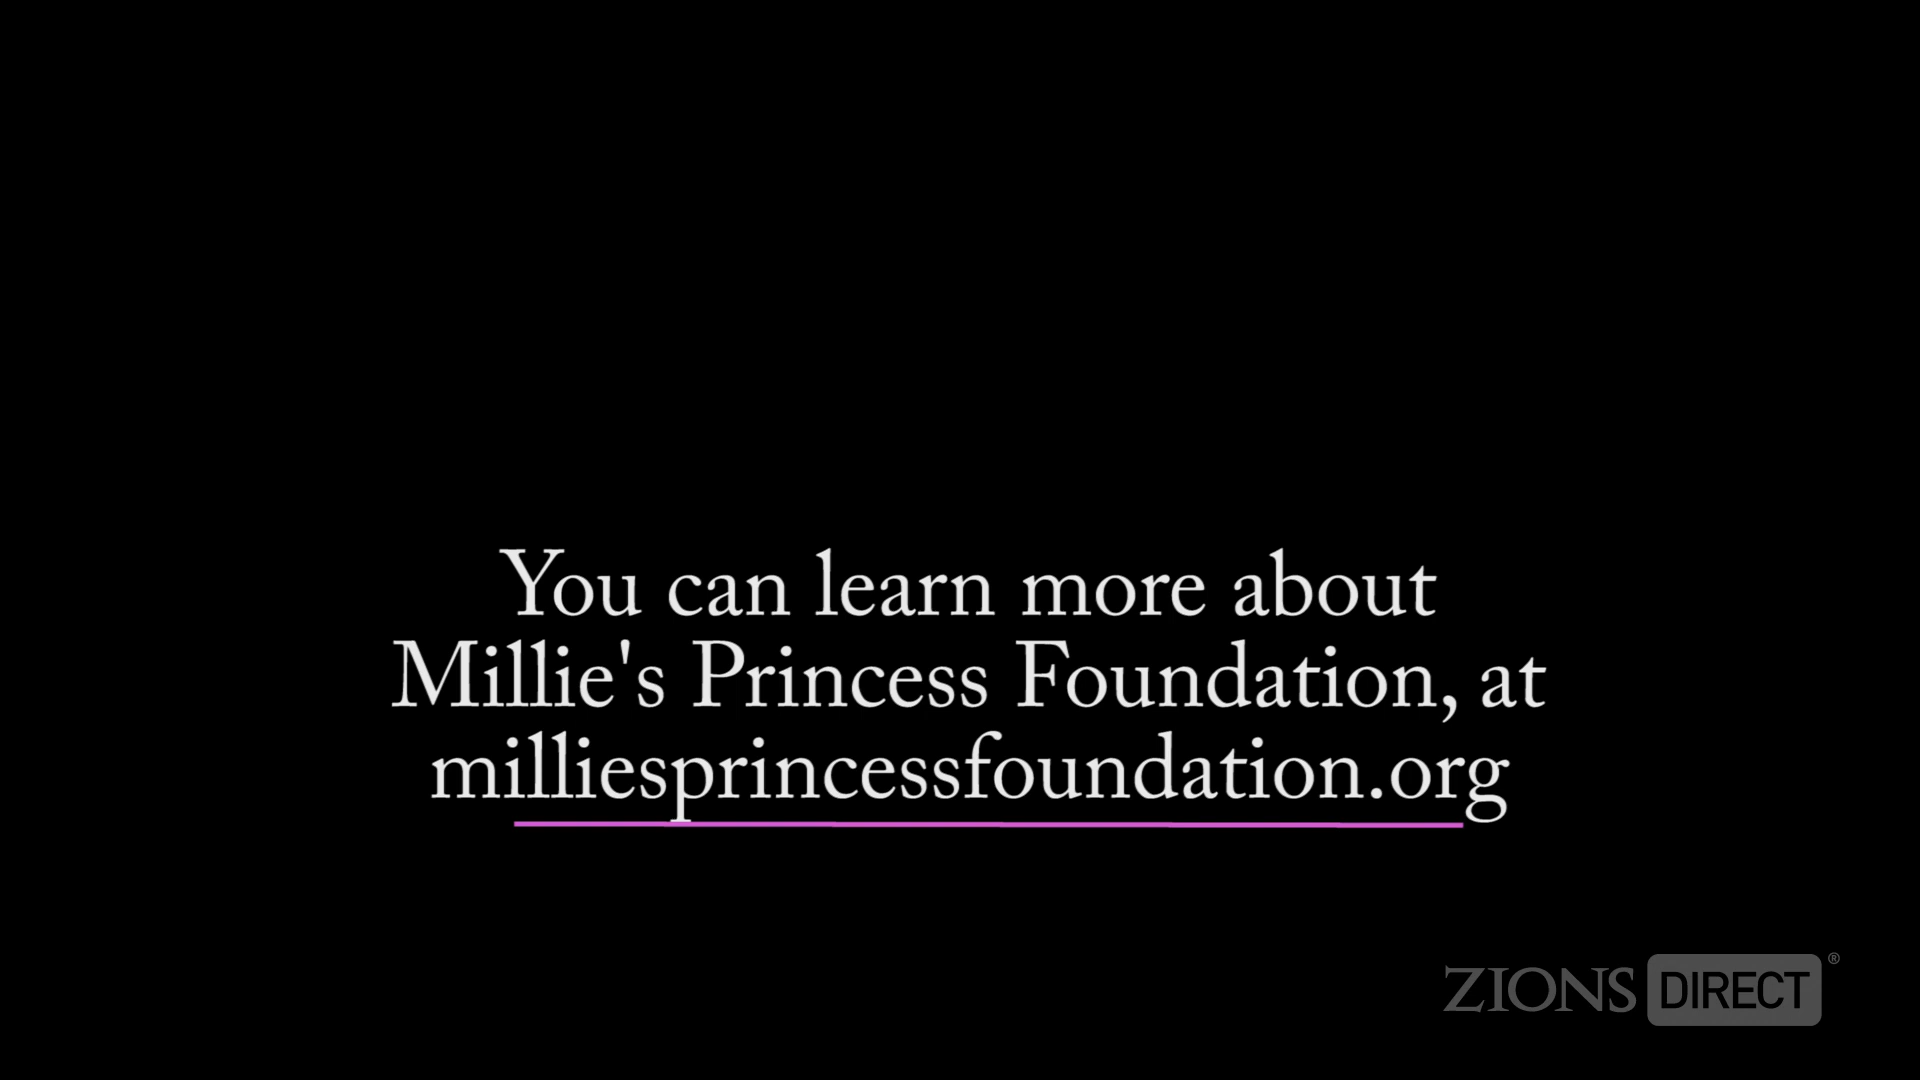 You can learn more about
Millie's Princess Foundation, at
milliesprincessfoundation.org
ZIONS DIRECT®